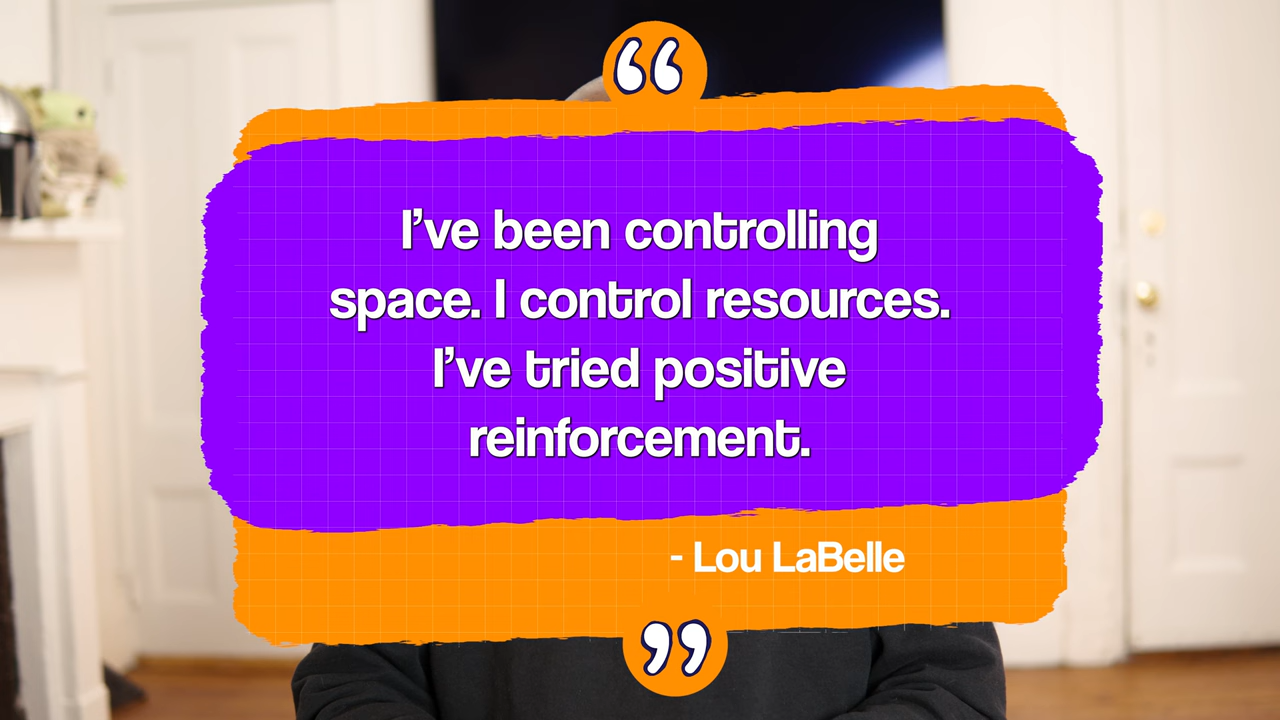 “
I’ve been controlling
space. I control resources.
I’ve tried positive
reinforcement.
- Lou LaBelle
”